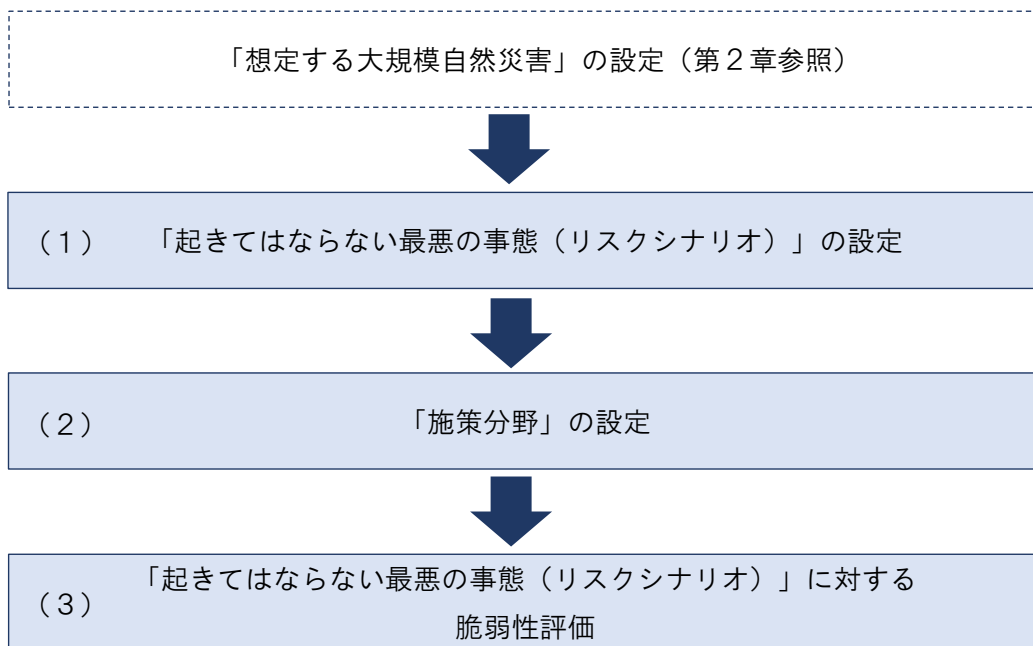 「想定する大規模自然災害」の設定（第２章参照）
（１） 「起きてはならない最悪の事態（リスクシナリオ）」の設定
（２） 「施策分野」の設定
（３） 「起きてはならない最悪の事態（リスクシナリオ）」に対する
脆弱性評価